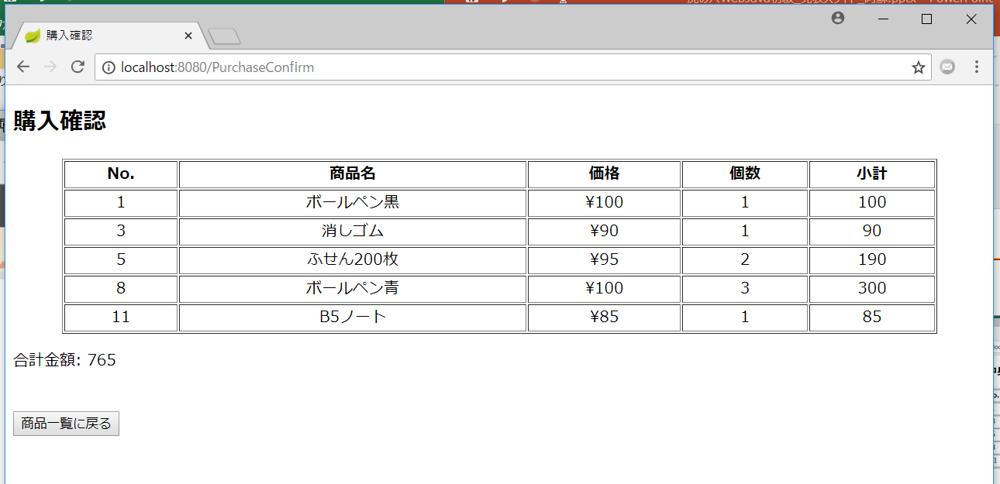 購入確認
localhost:8080/PurchaseConfirm
購入確認
No. 商品名 価格 個数 小計
1 ボールペン黒 ¥100 1 100
3 消しゴム ¥90 1 90
5 ふせん200枚 ¥95 2 190
8 ボールペン青 ¥100 3 300
11 B5ノート ¥85 1 85
合計金額: 765
商品一覧に戻る